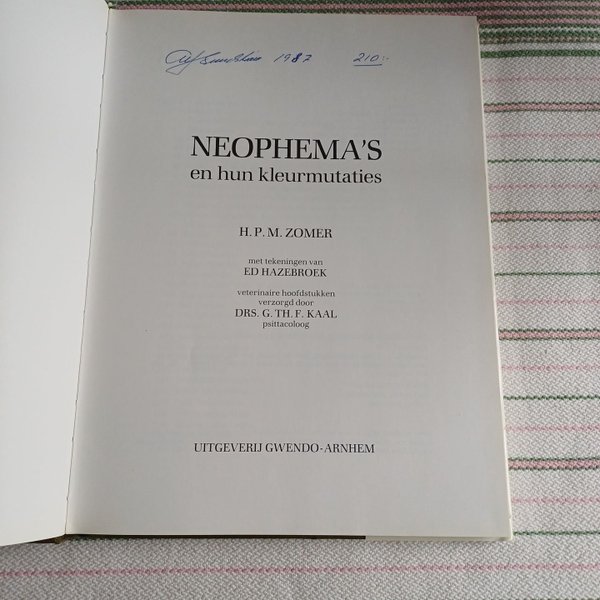 1987 210:-
NEOPHEMA'S
en hun kleurmutaties
H. P. M. ZOMER
met tekeningen van
ED HAZEBROEK
veterinaire hoofdstukken
verzorgd door
DRS. G. TH. F. KAAL
psittacoloog
UITGEVERIJ GWENDO-ARNHEM